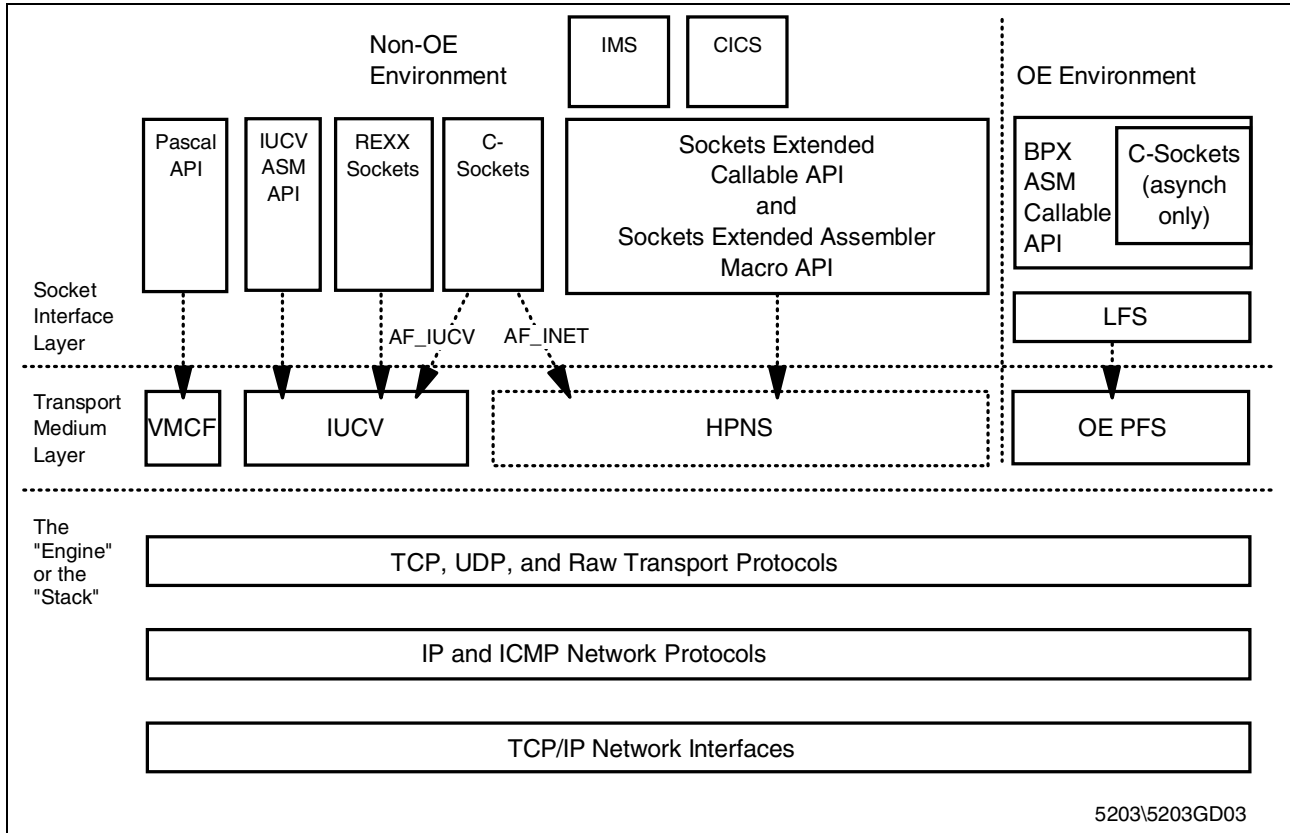 Non-OE
Environment
IMS
CICS
OE Environment
Pascal
API
IUCV
ASM
API
REXX
Sockets
C-
Sockets
Sockets Extended
Callable API
and
Sockets Extended Assembler
Macro API
BPX
ASM
Callable
API
C-Sockets
(asynch
only)
Socket
Interface
Layer
AF_IUCV
AF_INET
LFS
Transport
Medium
Layer
VMCF
IUCV
HPNS
OE PFS
The
"Engine"
or the
"Stack"
TCP, UDP, and Raw Transport Protocols
IP and ICMP Network Protocols
TCP/IP Network Interfaces
5203\5203GD03